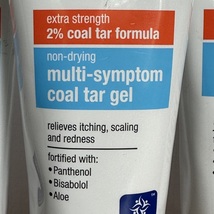 extra strength
2% coal tar formula
non-drying
multi-symptom
coal tar gel
relieves itching, scaling
and redness
fortified with:
•Panthenol
•Bisabolol
•Aloe